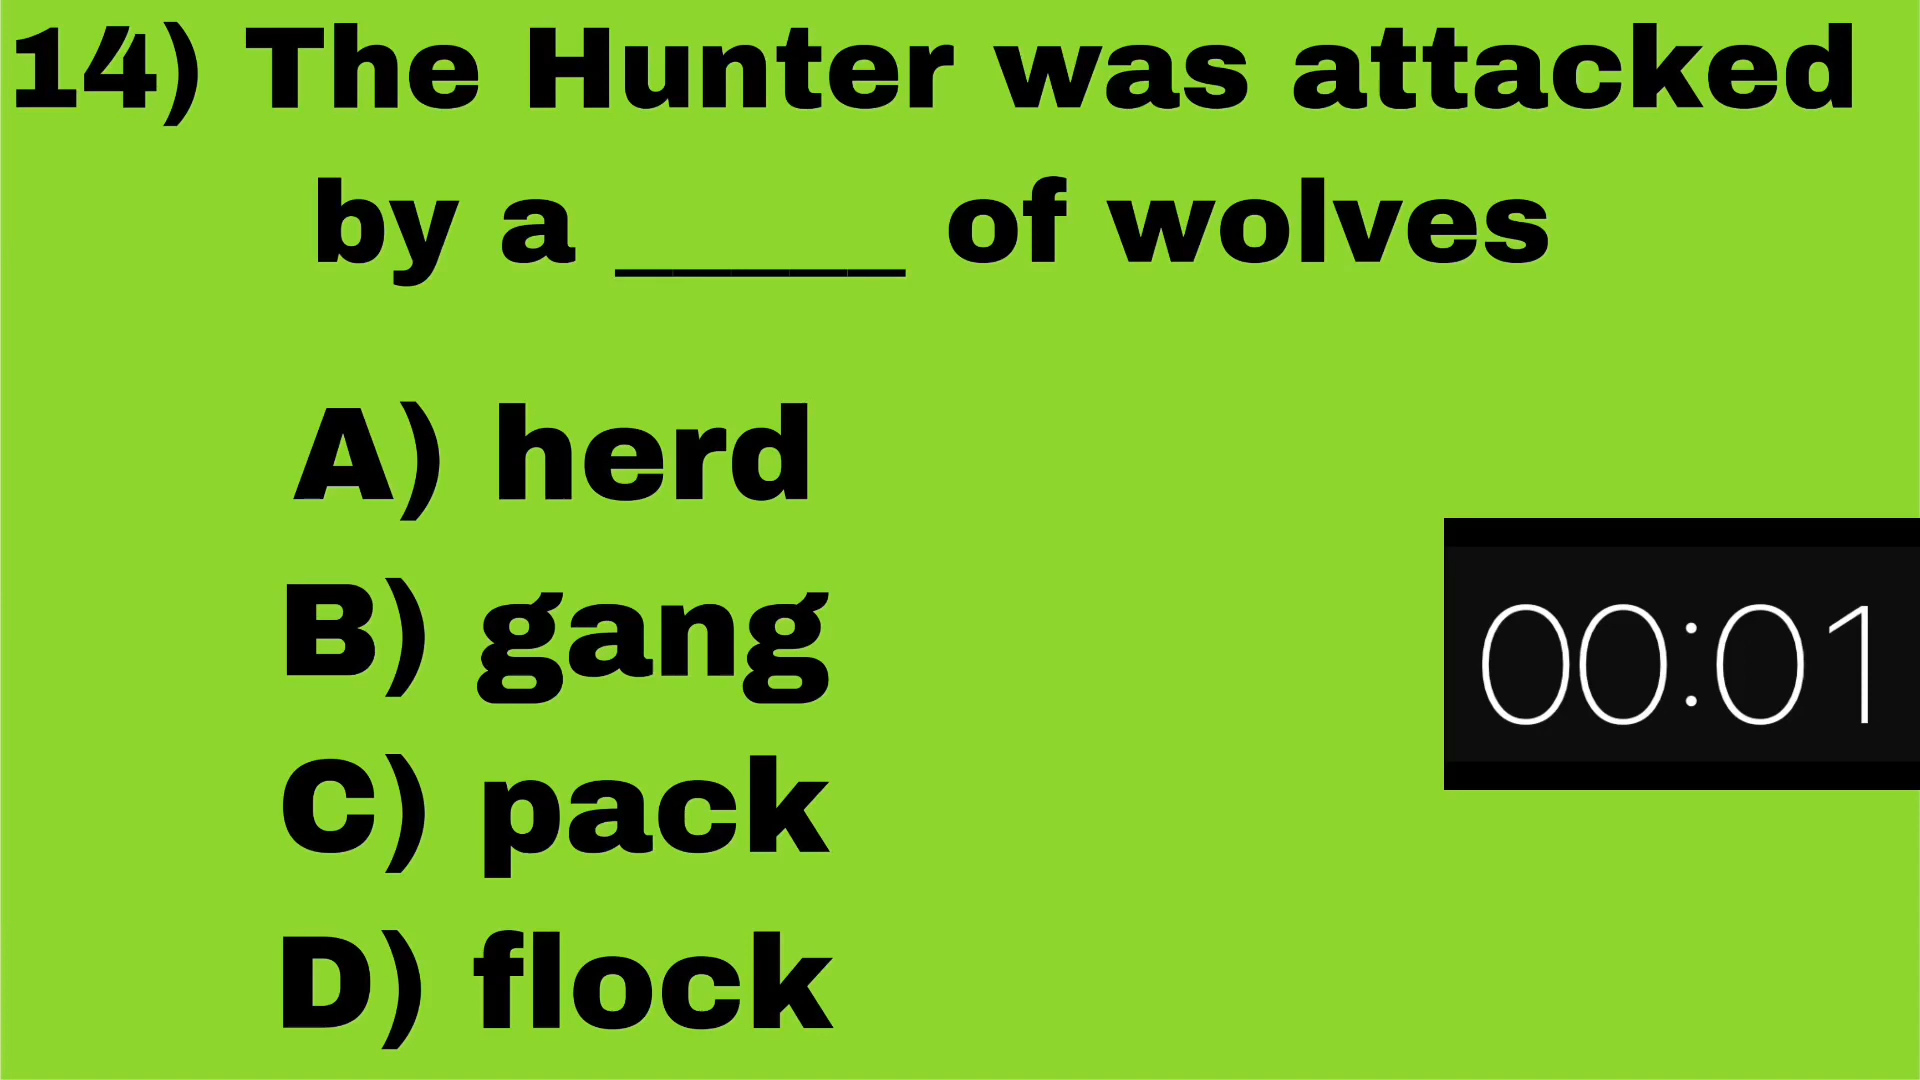 14) The Hunter was attacked
by a _____ of wolves
A) herd
B) gang
C) pack
D) flock
00:01